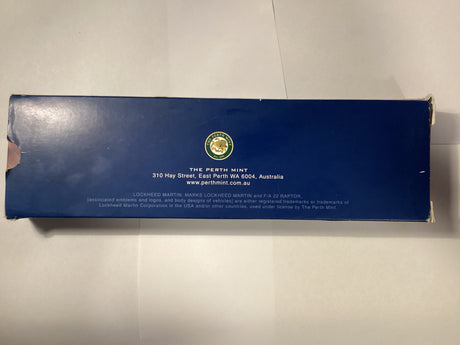 THE PERTH MINT
310 Hay Street, East Perth WA 6004, Australia
www.perthmint.com.au
LOCKHEED MARTIN, MARKS LOCKHEED MARTIN and F/A 22 RAPTOR,
(associated emblems and logos, and body designs of vehicles) are either registered trademarks or trademarks of
Lockheed Martin Corporation in the USA and/or other countries, used under license by The Perth Mint.